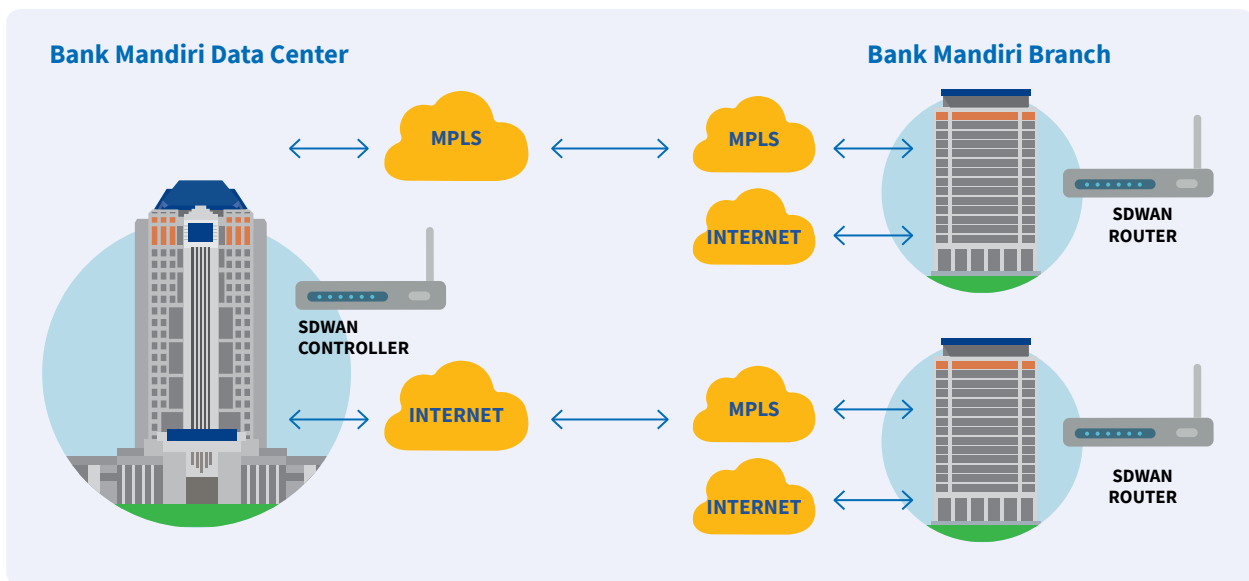 Bank Mandiri Data Center
Bank Mandiri Branch
MPLS
MPLS
INTERNET
SDWAN
ROUTER
SDWAN
CONTROLLER
INTERNET
MPLS
INTERNET
SDWAN
ROUTER